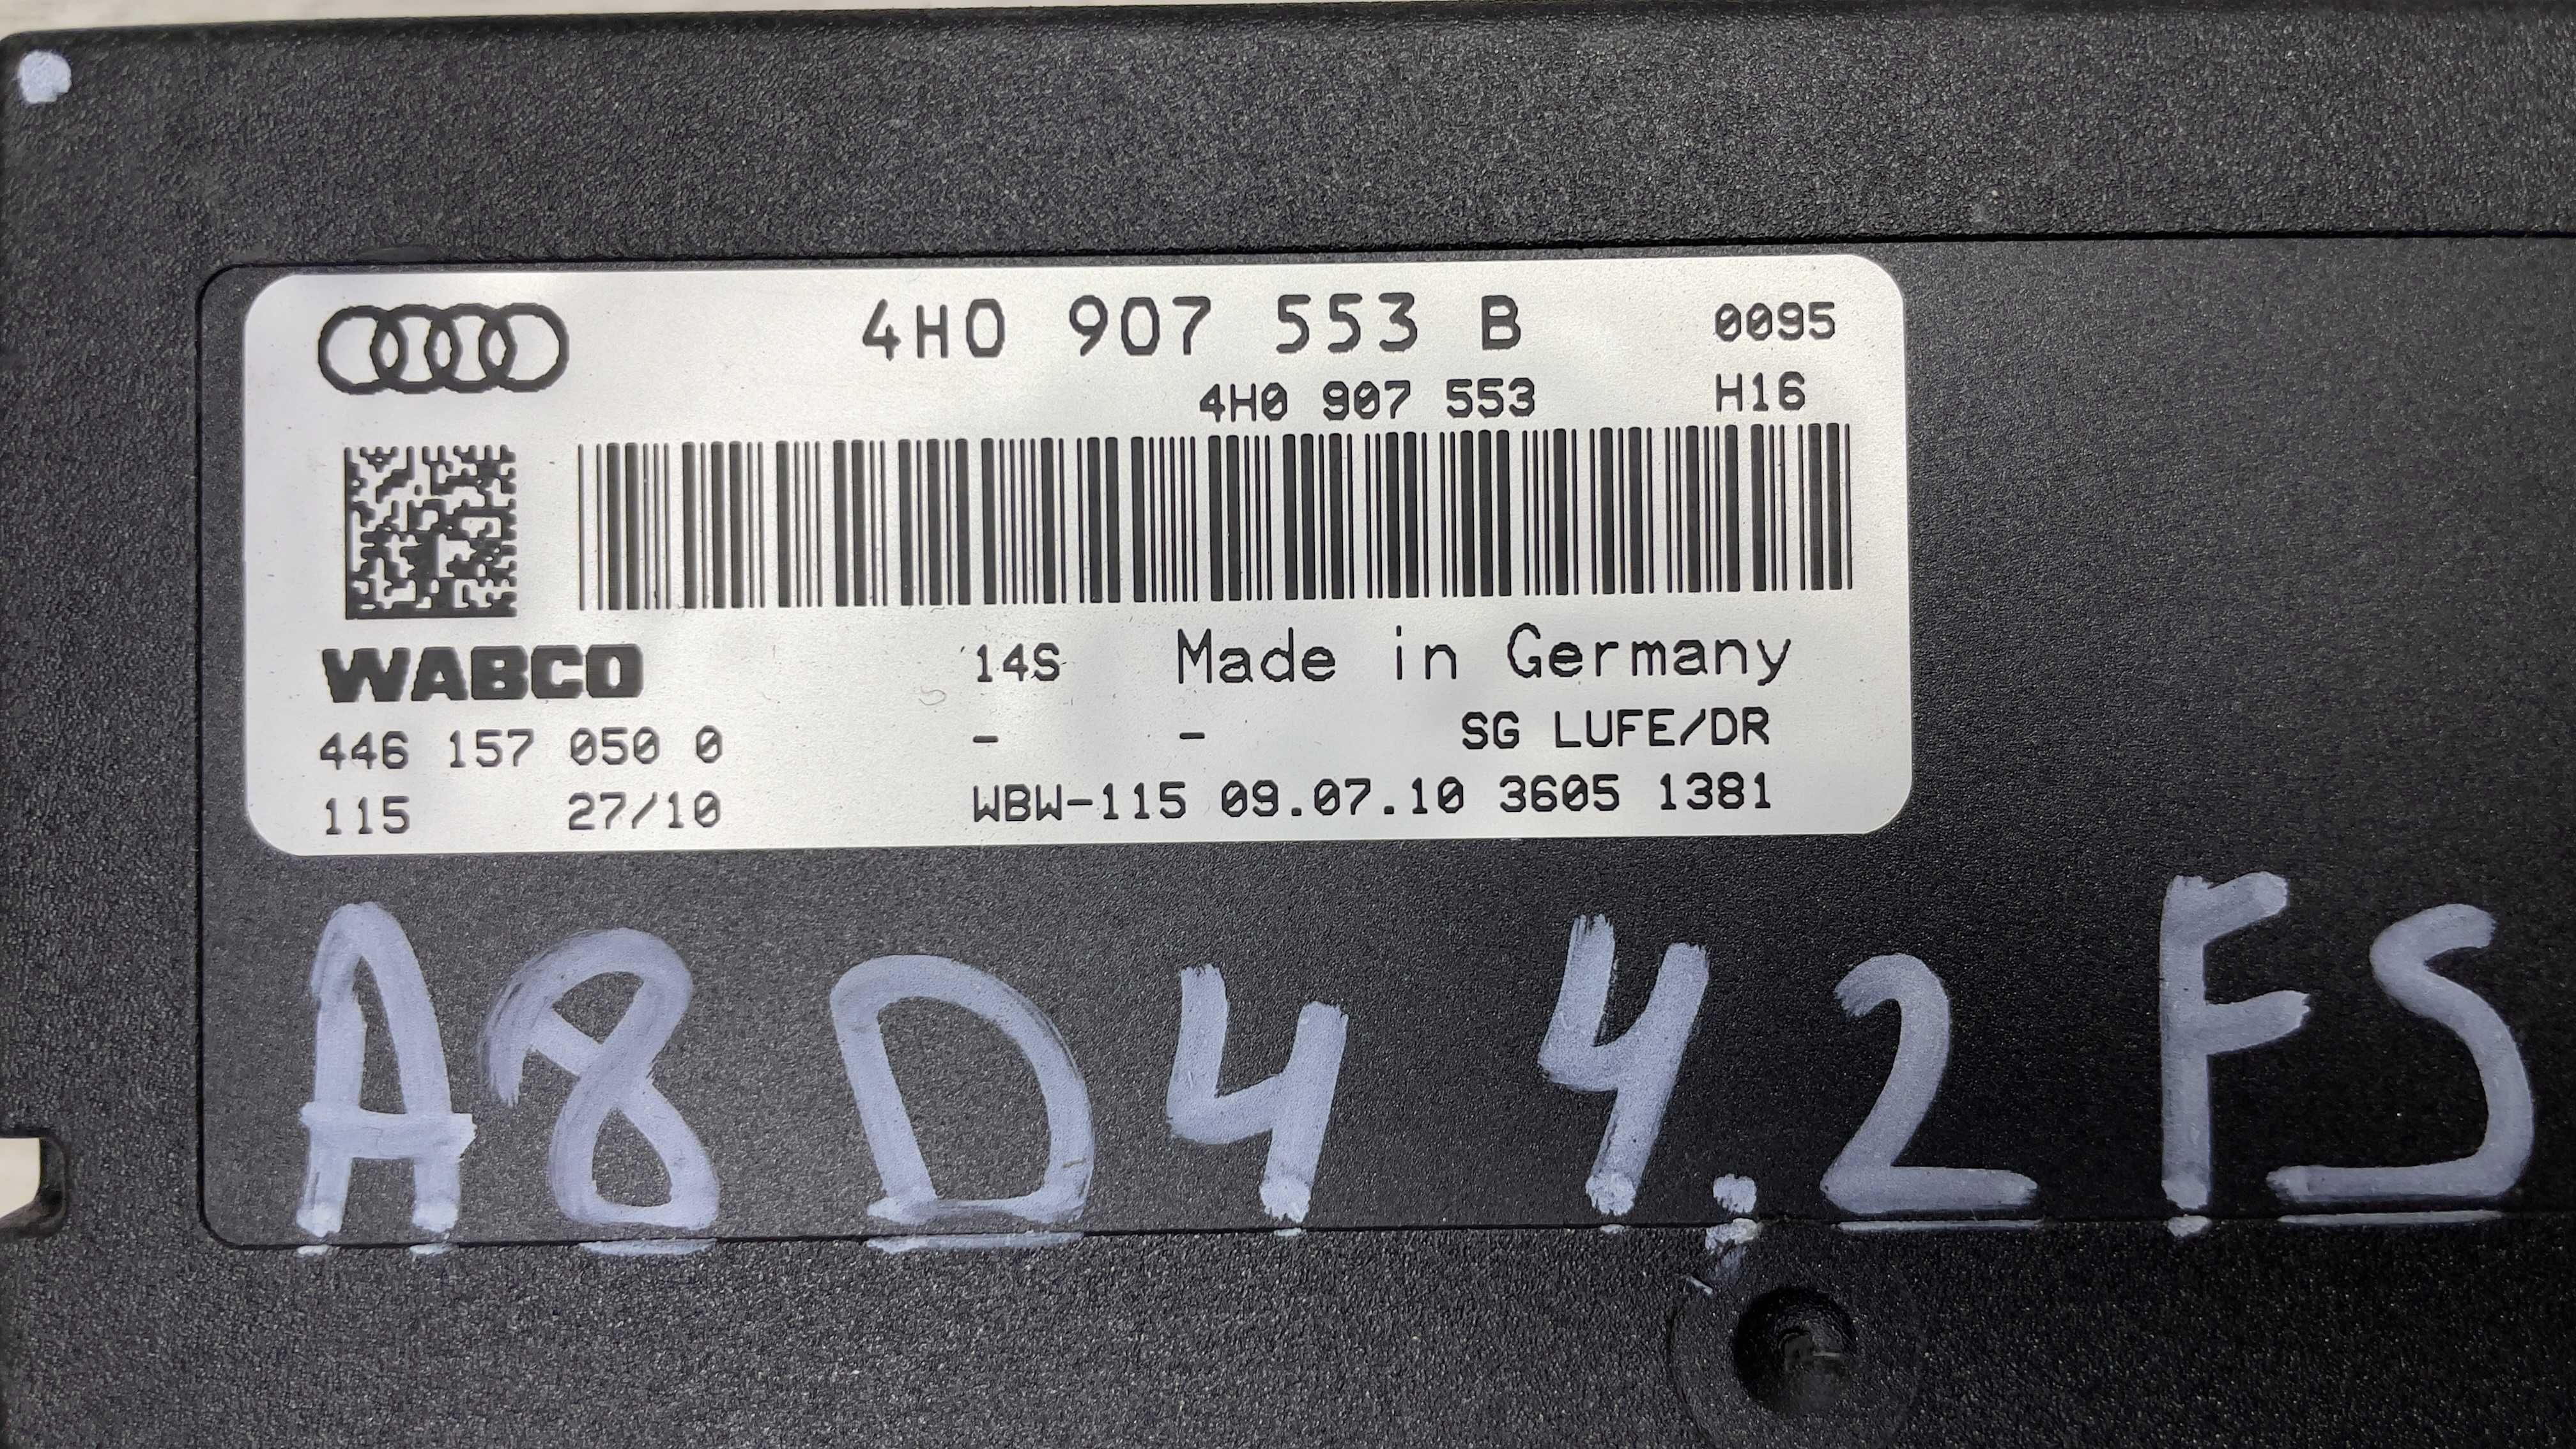 4H0 907 553 B 0095
4H0 907 553 H16
WABCO 14S Made in Germany
446 157 050 0 - - SG LUFE/DR
115 27/10 WBW-115 09.07.10 3605 1381
A8 D4 4.2 FS